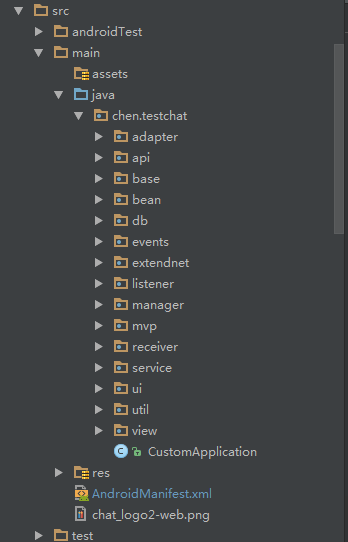 src
androidTest
main
assets
java
chen.testchat
adapter
api
base
bean
db
events
extendnet
listener
manager
mvp
receiver
service
ui
util
view
CustomApplication
res
AndroidManifest.xml
chat_logo2-web.png
test